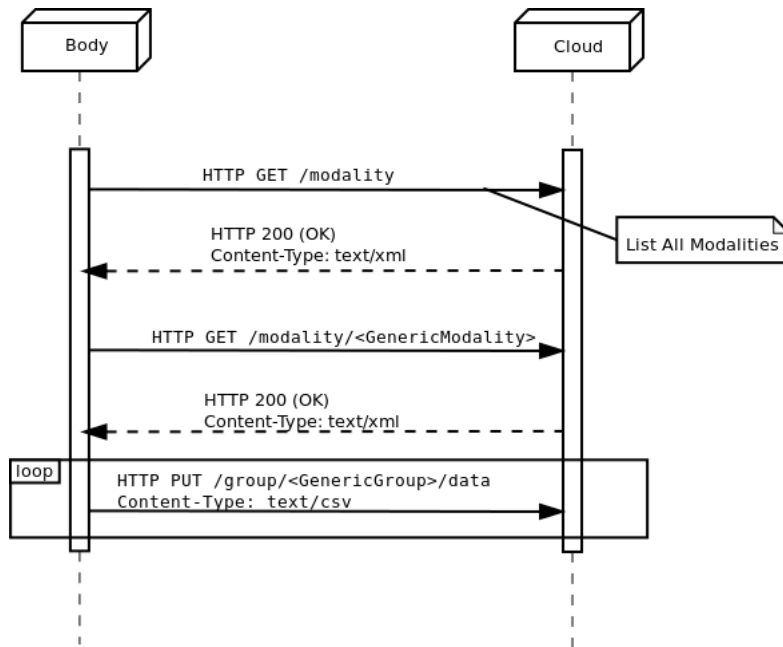 Body
Cloud
HTTP GET /modality
List All Modalities
HTTP 200 (OK)
Content-Type: text/xml
HTTP GET /modality/<GenericModality>
HTTP 200 (OK)
Content-Type: text/xml
loop
HTTP PUT /group/<GenericGroup>/data
Content-Type: text/csv